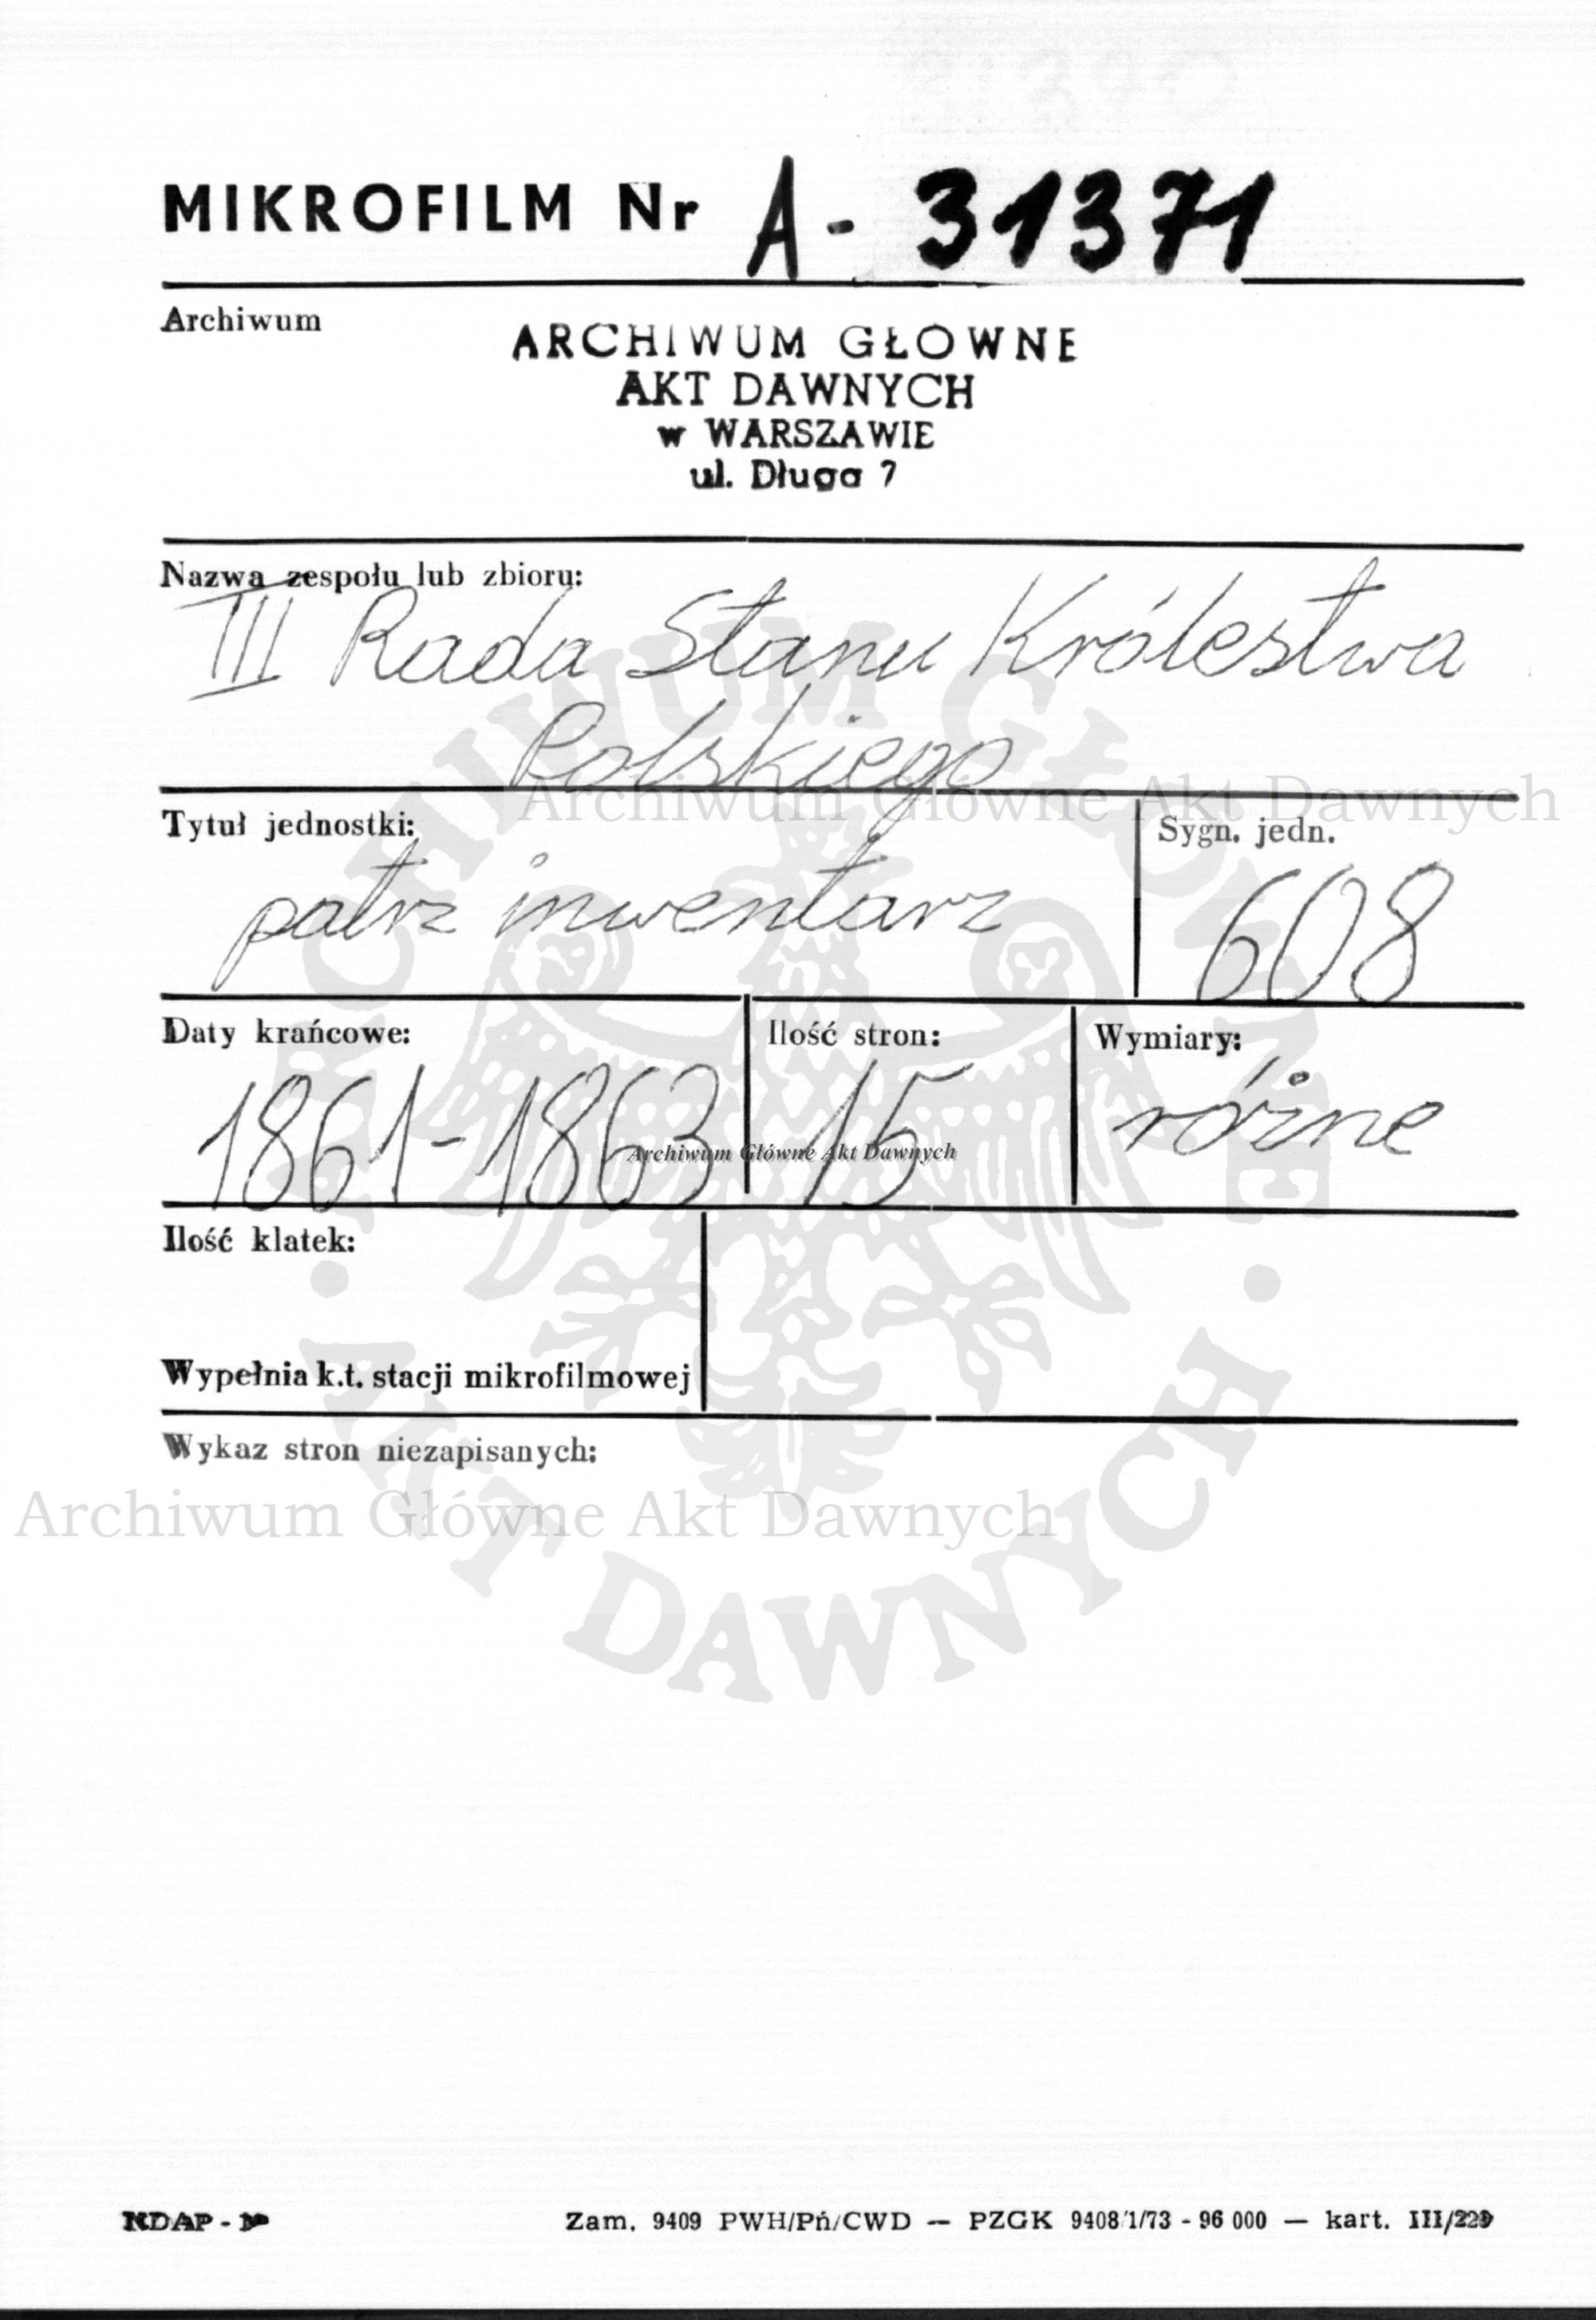 MIKROFILM Nr A - 31371
Archiwum
ARCHIWUM GŁOWNE
AKT DAWNYCH
w WARSZAWIE
ul. Długa 7
Nazwa zespołu lub zbioru:
III Rada Stanu Królestwa
Polskiego
Archiwum Główne Akt Dawnych
Tytuł jednostki:
Sygn. jedn.
patrz inwentarz
608
Daty krańcowe:
Ilość stron:
Wymiary:
1861-1863
15
różne
Archiwum Główne Akt Dawnych
Ilość klatek:
Wypełnia k.t. stacji mikrofilmowej
Wykaz stron niezapisanych:
Archiwum Główne Akt Dawnych
ARCHIWUM GŁÓWNE
AKT DAWNYCH
NDAP -
Zam. 9409 PWH/Pń/CWD — PZGK 9408/1/73 - 96 000 — kart. III/